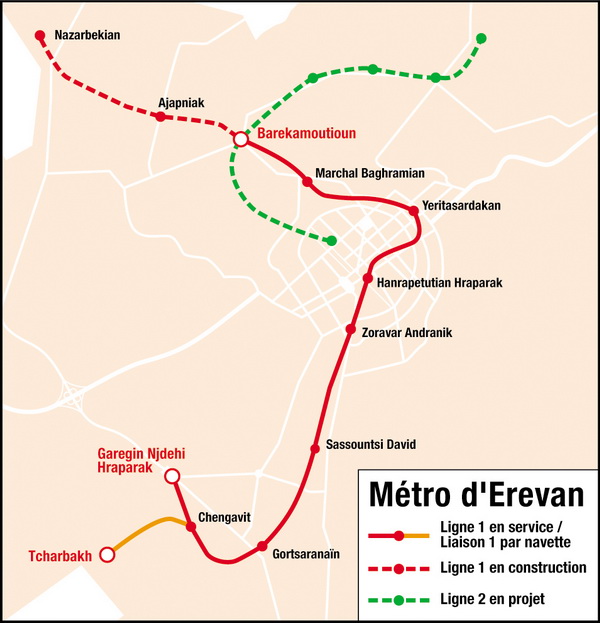 Nazarbekian
Ajapniak
Barekamoutioun
Marchal Baghramian
Yeritasardakan
Hanrapetutian Hraparak
Zoravar Andranik
Sassountsi David
Garegin Njdehi
Hraparak
Chengavit
Tcharbakh
Gortsaranaïn
Métro d'Erevan
Ligne 1 en service /
Liaison 1 par navette
Ligne 1 en construction
Ligne 2 en projet